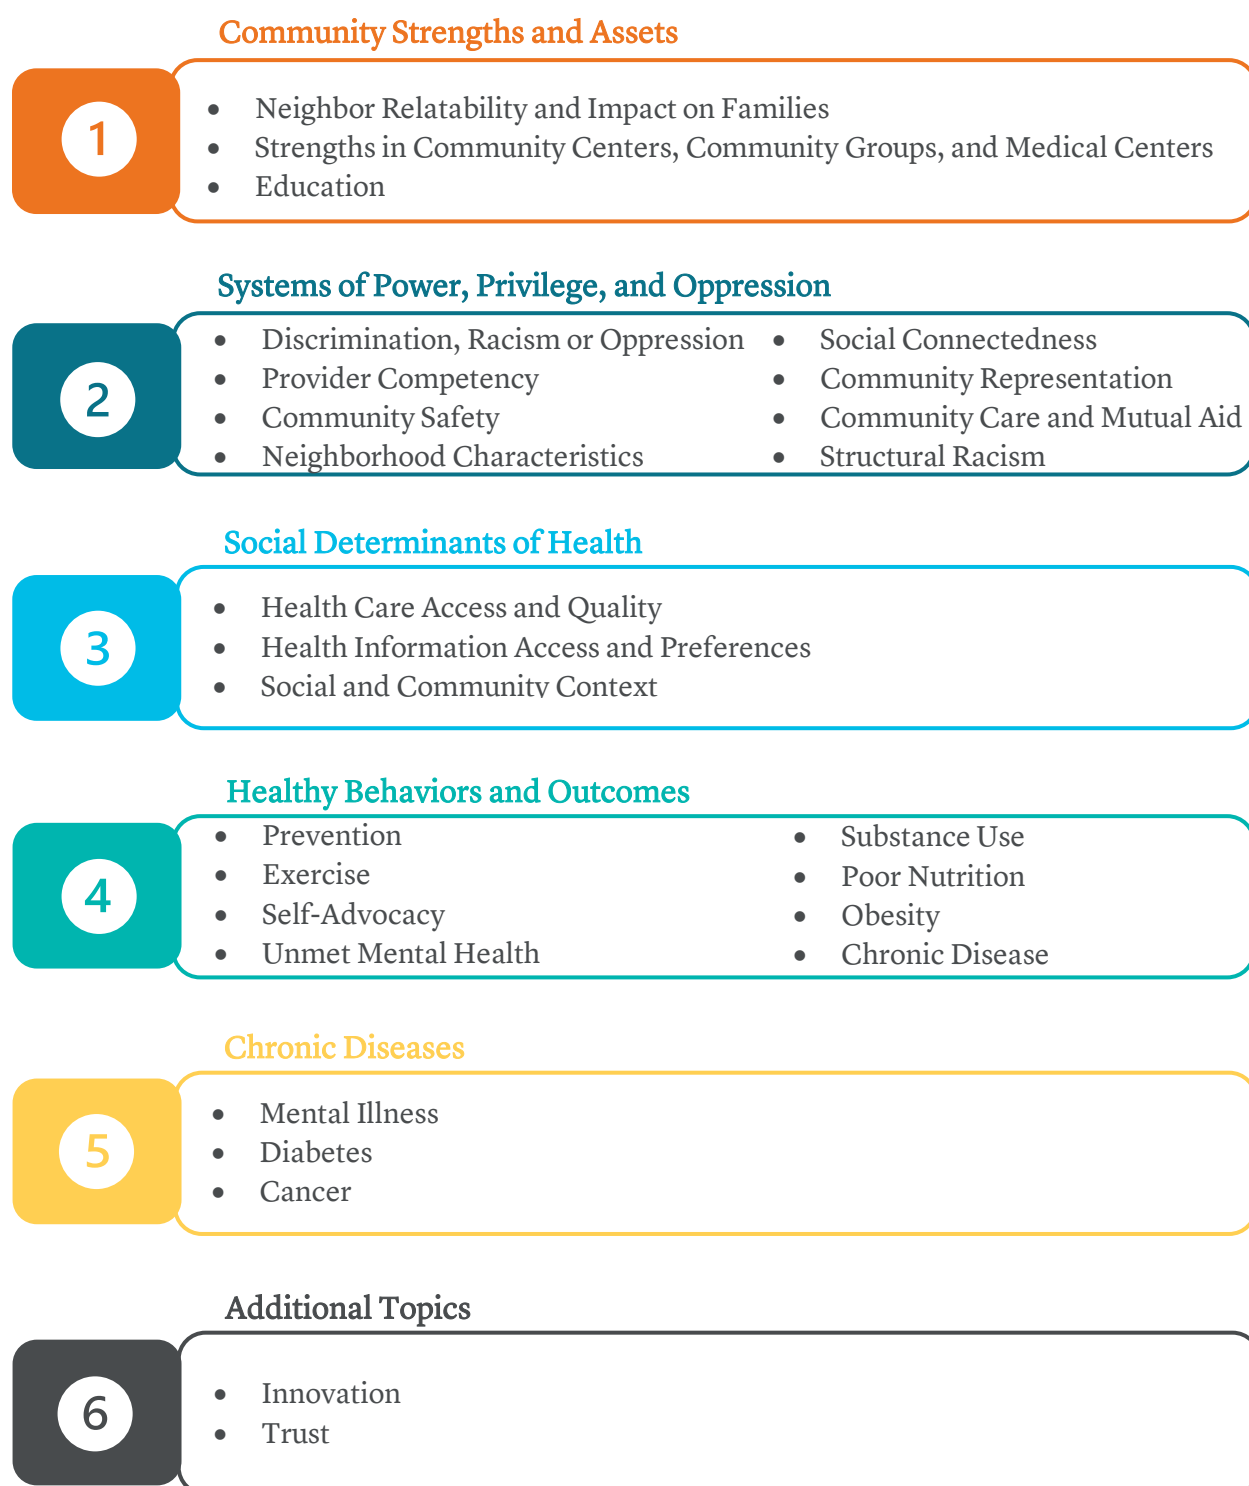 Community Strengths and Assets
1
• Neighbor Relatability and Impact on Families
• Strengths in Community Centers, Community Groups, and Medical Centers
• Education
Systems of Power, Privilege, and Oppression
2
• Discrimination, Racism or Oppression
• Provider Competency
• Community Safety
• Neighborhood Characteristics
• Social Connectedness
• Community Representation
• Community Care and Mutual Aid
• Structural Racism
Social Determinants of Health
3
• Health Care Access and Quality
• Health Information Access and Preferences
• Social and Community Context
Healthy Behaviors and Outcomes
4
• Prevention
• Exercise
• Self-Advocacy
• Unmet Mental Health
• Substance Use
• Poor Nutrition
• Obesity
• Chronic Disease
Chronic Diseases
5
• Mental Illness
• Diabetes
• Cancer
Additional Topics
6
• Innovation
• Trust